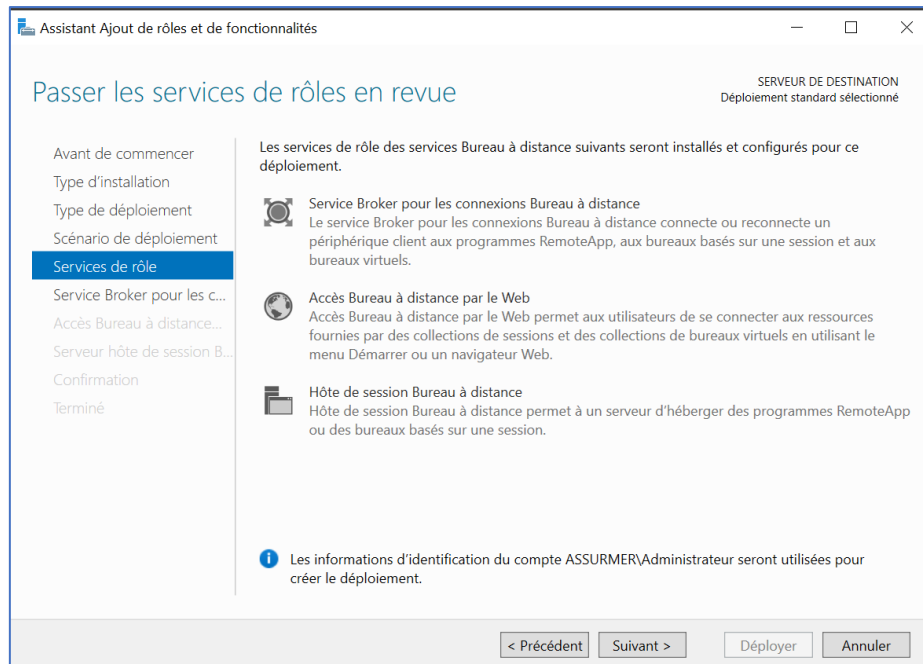 Assistant Ajout de rôles et de fonctionnalités
Passer les services de rôles en revue
SERVEUR DE DESTINATION
Déploiement standard sélectionné
Avant de commencer
Type d'installation
Type de déploiement
Scénario de déploiement
Services de rôle
Service Broker pour les c...
Accès Bureau à distance...
Serveur hôte de session B...
Confirmation
Terminé
Les services de rôle des services Bureau à distance suivants seront installés et configurés pour ce
déploiement.
Service Broker pour les connexions Bureau à distance
Le service Broker pour les connexions Bureau à distance connecte ou reconnecte un
périphérique client aux programmes RemoteApp, aux bureaux basés sur une session et aux
bureaux virtuels.
Accès Bureau à distance par le Web
Accès Bureau à distance par le Web permet aux utilisateurs de se connecter aux ressources
fournies par des collections de sessions et des collections de bureaux virtuels en utilisant le
menu Démarrer ou un navigateur Web.
Hôte de session Bureau à distance
Hôte de session Bureau à distance permet à un serveur d'héberger des programmes RemoteApp
ou des bureaux basés sur une session.
Les informations d'identification du compte ASSURMER\Administrateur seront utilisées pour
créer le déploiement.
< Précédent
Suivant >
Déployer
Annuler